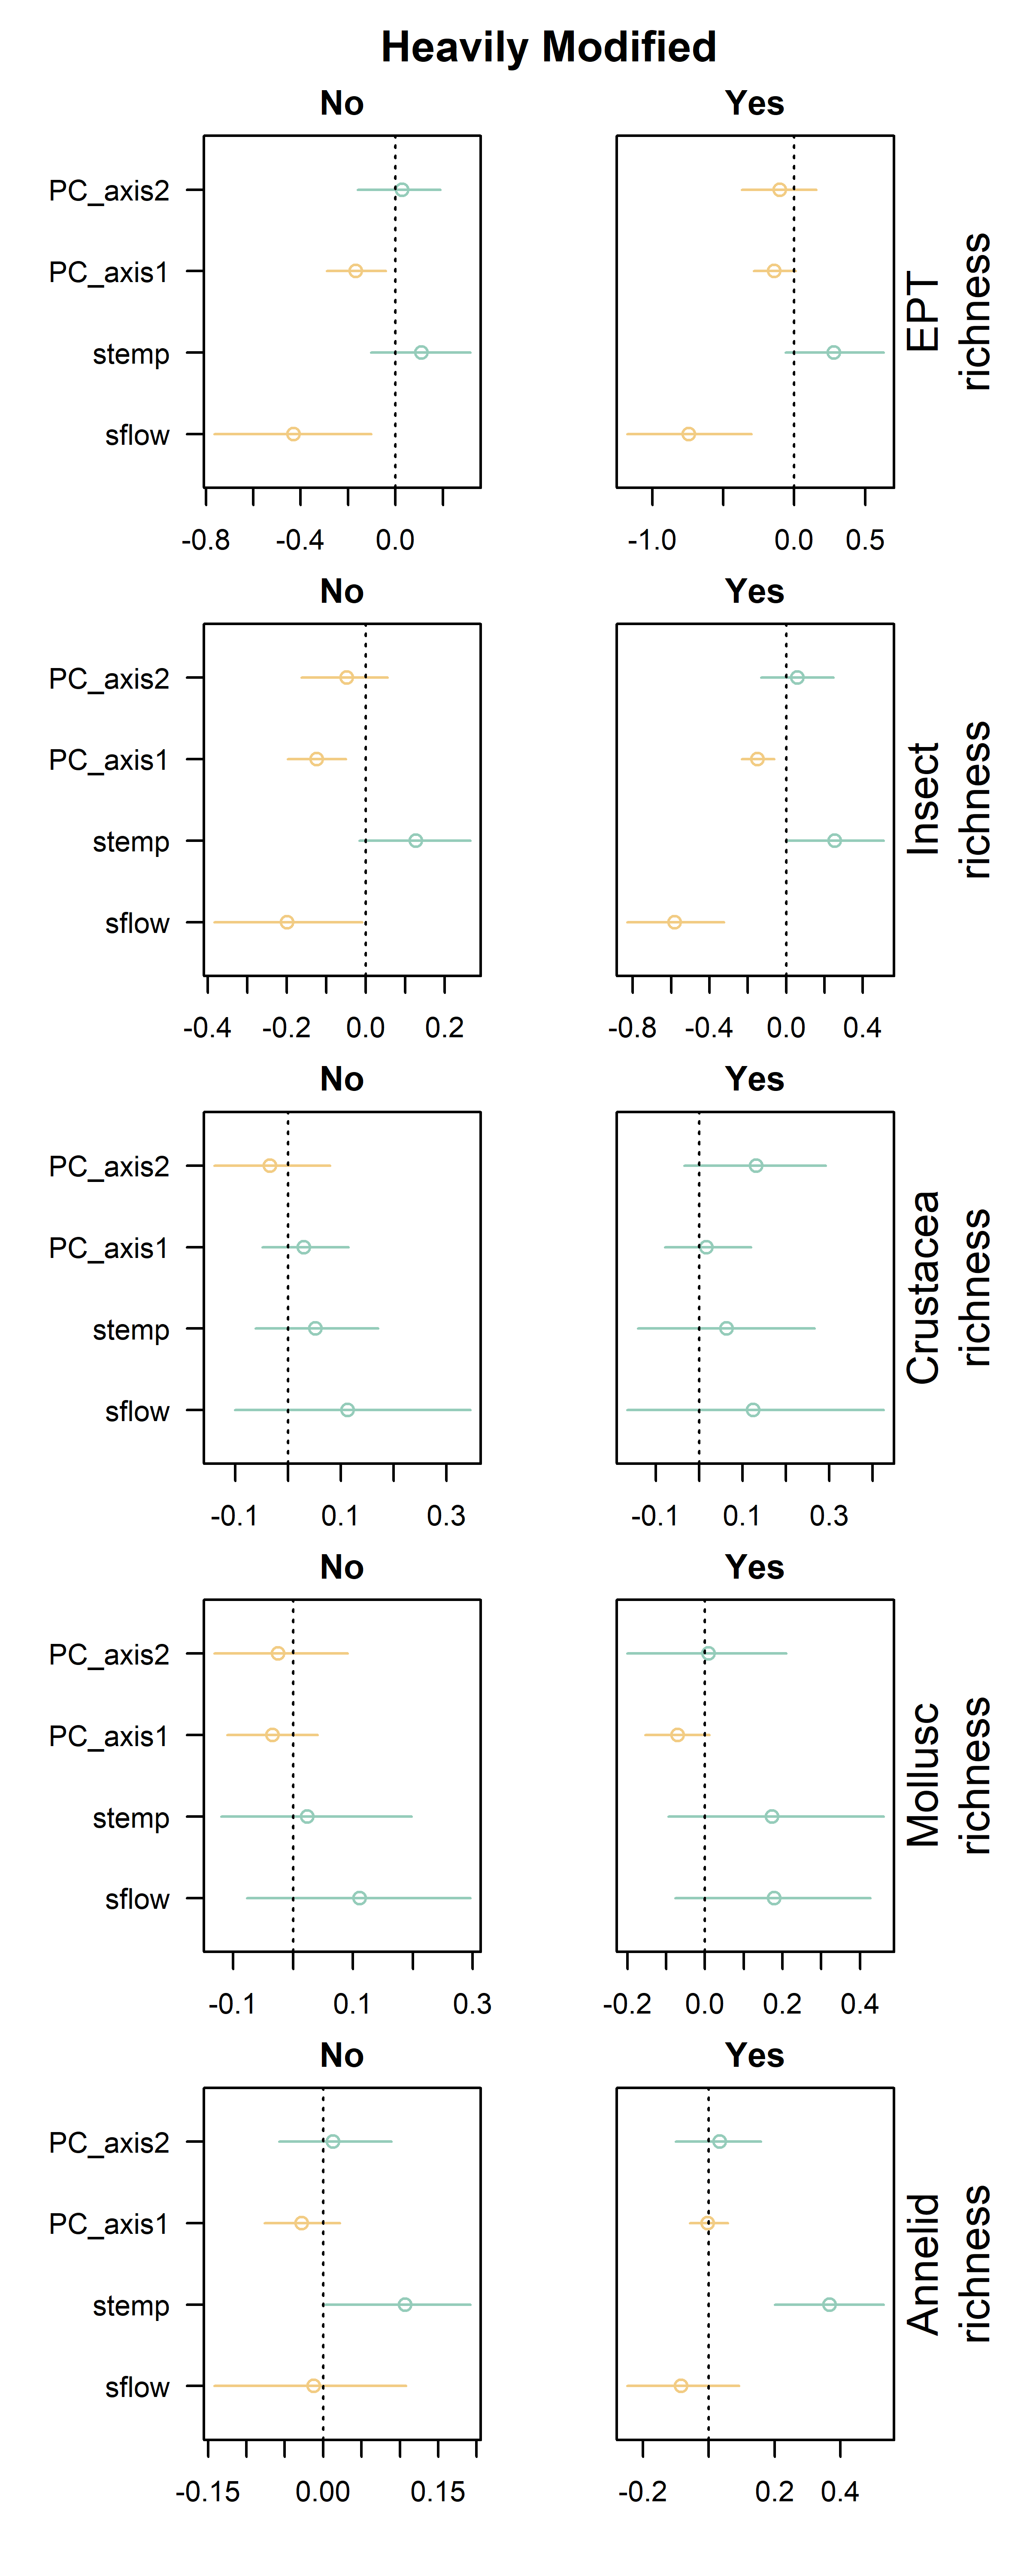 Heavily Modified
No
Yes
PC_axis2
PC_axis1
stemp
sflow
-0.8 -0.4 0.0
-1.0 0.0 0.5
EPT
richness
No
Yes
PC_axis2
PC_axis1
stemp
sflow
-0.4 -0.2 0.0 0.2
-0.8 -0.4 0.0 0.4
Insect
richness
No
Yes
PC_axis2
PC_axis1
stemp
sflow
-0.1 0.1 0.3
-0.1 0.1 0.3
Crustacea
richness
No
Yes
PC_axis2
PC_axis1
stemp
sflow
-0.1 0.1 0.3
-0.2 0.0 0.2 0.4
Mollusc
richness
No
Yes
PC_axis2
PC_axis1
stemp
sflow
-0.15 0.00 0.15
-0.2 0.2 0.4
Annelid
richness